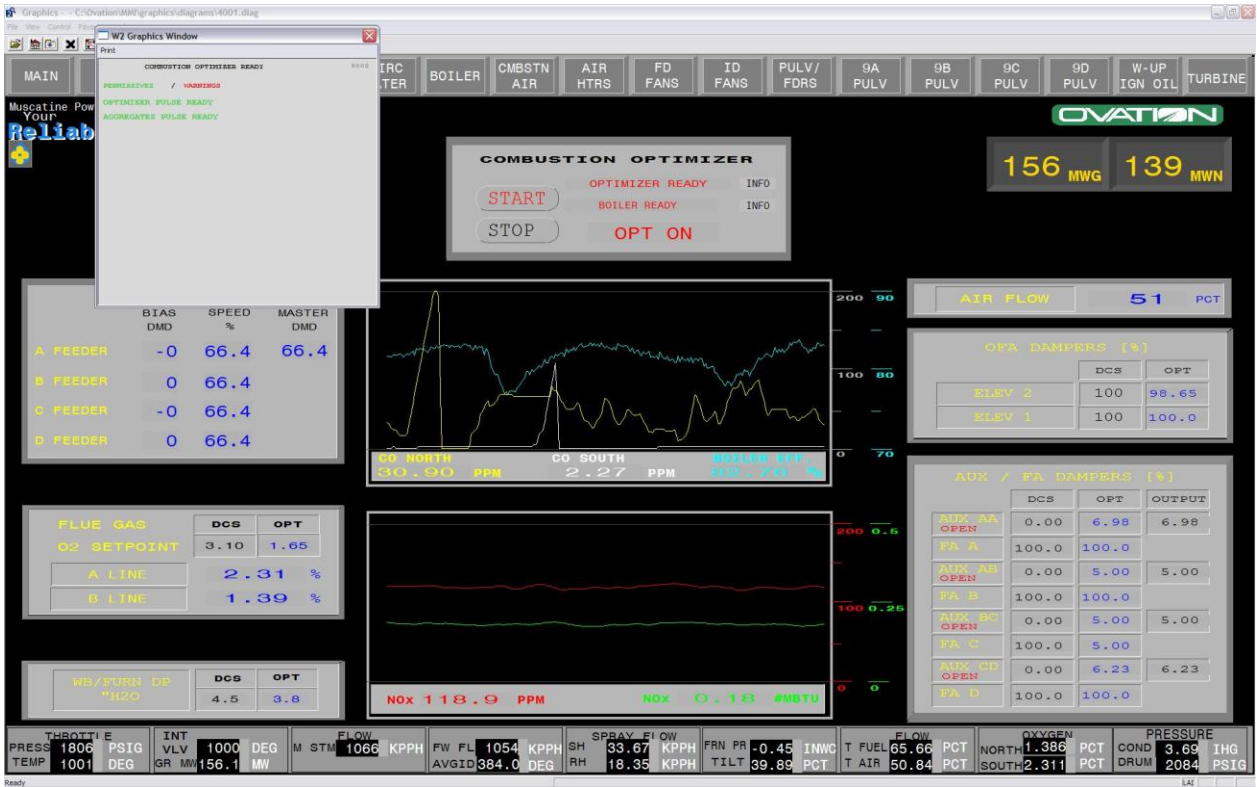 Graphics - - C:\Ovation\MMI\graphics\diagrams\4001.diag
File View Control
W2 Graphics Window
Print
COMBUSTION OPTIMIZER READY
PERMISSIVES / WARNINGS
OPTIMIZER PULSE READY
AGGREGATES PULSE READY
MAIN
BOILER
CMBSTN AIR
AIR HTRS
FD FANS
ID FANS
PULV/ FDRS
9A PULV
9B PULV
9C PULV
9D PULV
W-UP IGN OIL
TURBINE
Muscatine Pow
Your
Reliab
OVATION
156 MWG 139 MWN
COMBUSTION OPTIMIZER
START
OPTIMIZER READY INFO
BOILER READY INFO
STOP
OPT ON
BIAS SPEED MASTER
DMD % DMD
A FEEDER -0 66.4 66.4
B FEEDER 0 66.4
C FEEDER -0 66.4
D FEEDER 0 66.4
200 90
100 80
0 70
CO NORTH CO SOUTH BOILER EFF.
30.90 PPM 2.27 PPM
AIR FLOW 51 PCT
OFA DAMPERS [%]
DCS OPT
ELEV 2 100 98.65
ELEV 1 100 100.0
FLUE GAS DCS OPT
O2 SETPOINT 3.10 1.65
A LINE 2.31 %
B LINE 1.39 %
WB/FURN DP DCS OPT
"H2O 4.5 3.8
200 0.5
100 0.25
0 0
NOx 118.9 PPM NOx 0.18 #MBTU
AUX / FA DAMPERS [%]
DCS OPT OUTPUT
AUX AA OPEN 0.00 6.98 6.98
FA A 100.0 100.0
AUX AB OPEN 0.00 5.00 5.00
FA B 100.0 100.0
AUX BC OPEN 0.00 5.00 5.00
FA C 100.0 5.00
AUX CD OPEN 0.00 6.23 6.23
FA D 100.0 100.0
THROTTLE
PRESS 1806 PSIG
TEMP 1001 DEG
INT
VLV 1000 DEG
GR MW 156.1 MW
FLOW
M STM 1066 KPPH
FW FL 1054 KPPH
AVGID 384.0 DEG
SPRAY FLOW
SH 33.67 KPPH
RH 18.35 KPPH
FRN PR -0.45 INWC
TILT 39.89 PCT
FLOW
T FUEL 65.66 PCT
T AIR 50.84 PCT
OXYGEN
NORTH 1.386 PCT
SOUTH 2.311 PCT
PRESSURE
COND 3.69 IHG
DRUM 2084 PSIG
Ready